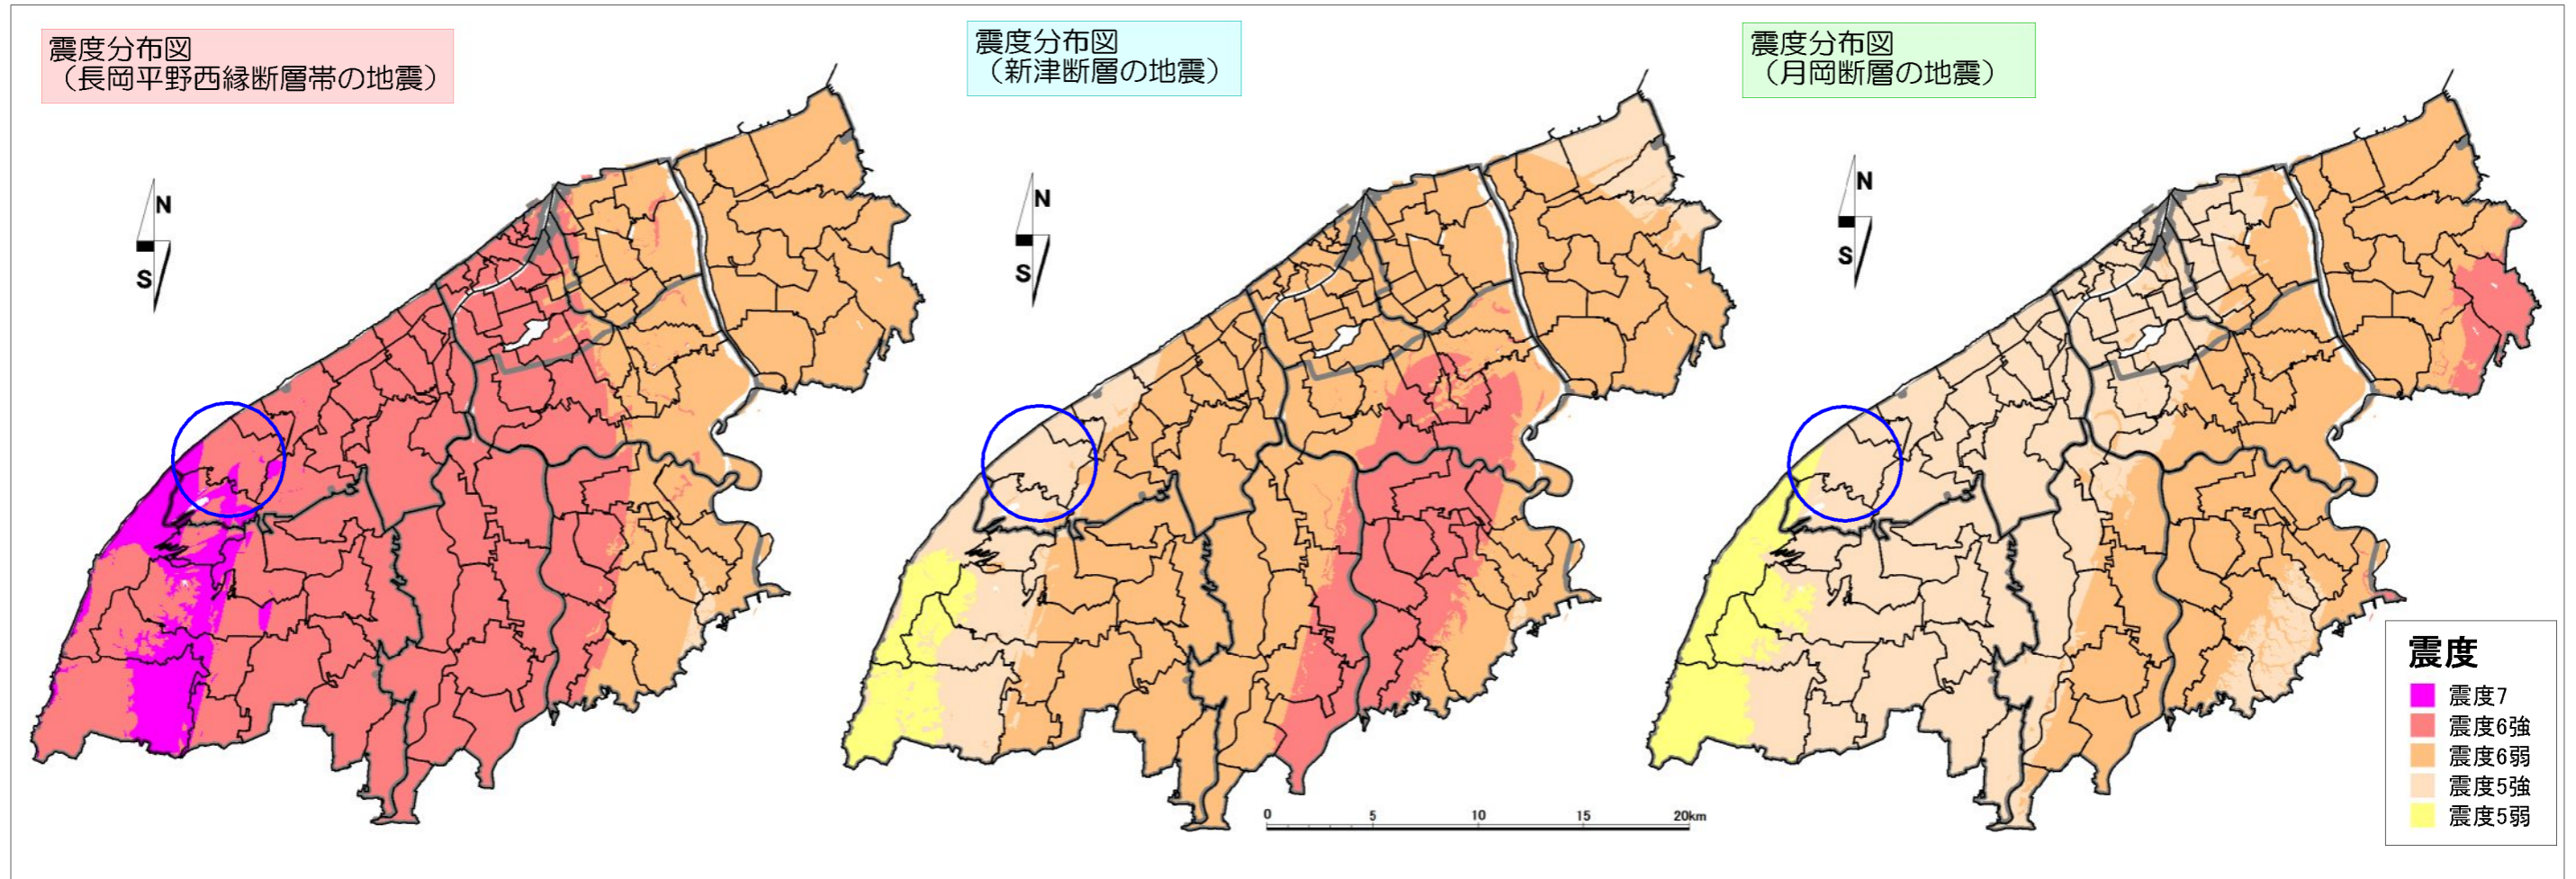 震度分布図
（長岡平野西縁断層帯の地震）
震度分布図
（新津断層の地震）
震度分布図
（月岡断層の地震）
N
S
N
S
N
S
0 5 10 15 20km
震度
震度7
震度6強
震度6弱
震度5強
震度5弱